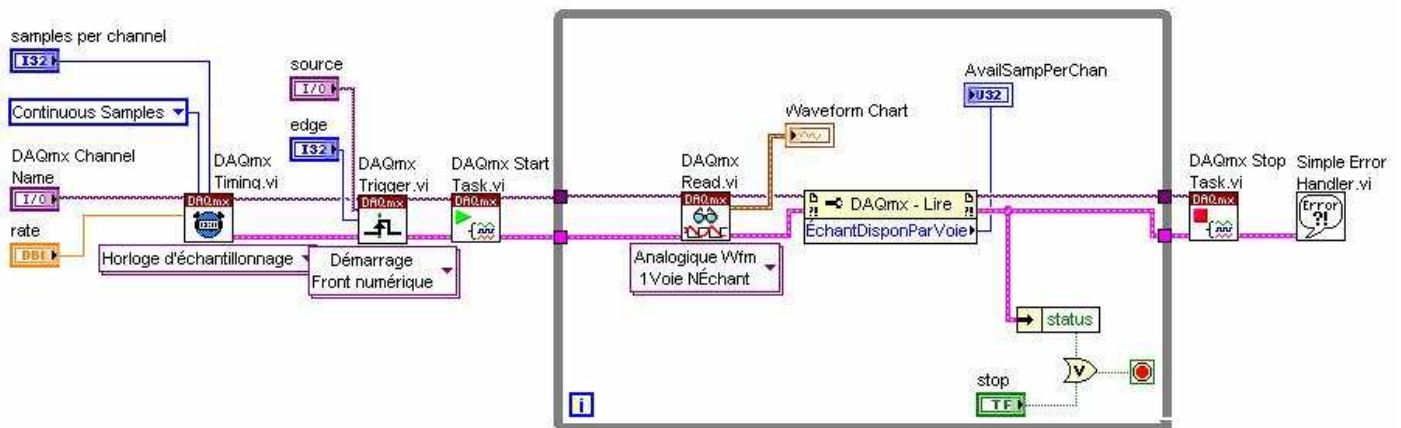 samples per channel
I32
Continuous Samples
DAQmx Channel
Name
I/O
rate
DBL
DAQmx
Timing.vi
DAQmx
Horloge d'échantillonnage
source
I/O
edge
I32
DAQmx
Trigger.vi
DAQmx
Démarrage
Front numérique
DAQmx Start
Task.vi
DAQmx
DAQmx
Read.vi
DAQmx
Analogique Wfm
1Voie NÉchant
Waveform Chart
DAQmx - Lire
ÉchantDisponParVoie
AvailSampPerChan
U32
status
stop
TF
i
DAQmx Stop
Task.vi
DAQmx
Simple Error
Handler.vi
Error
?!